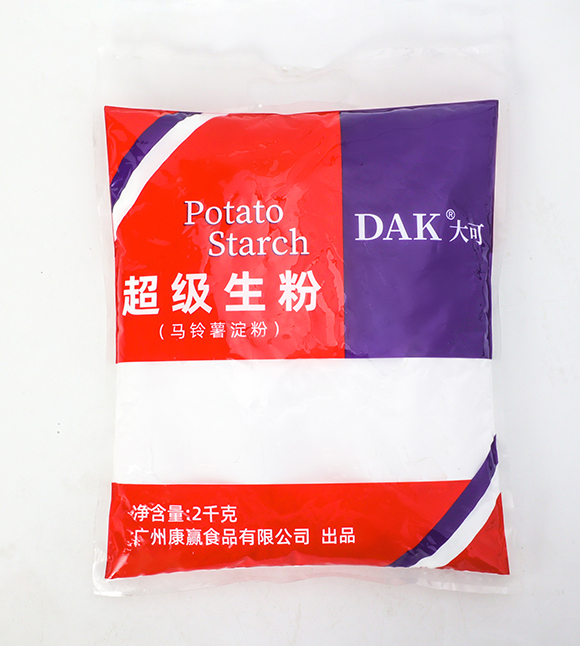 Potato
Starch
DAK® 大可
超级生粉
(马铃薯淀粉)
净含量:2千克
广州康赢食品有限公司 出品